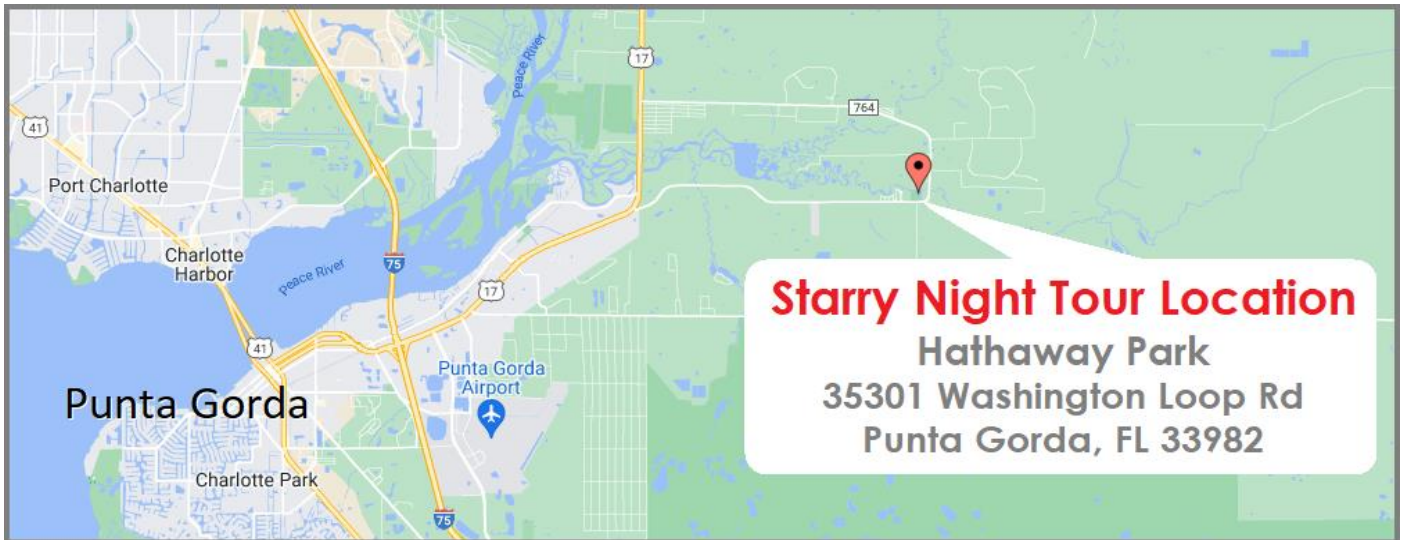 Peace River
17
764
41
Port Charlotte
Charlotte
Harbor
Peace River
75
17
Starry Night Tour Location
Hathaway Park
35301 Washington Loop Rd
Punta Gorda, FL 33982
41
Punta Gorda
Airport
Punta Gorda
Charlotte Park
75